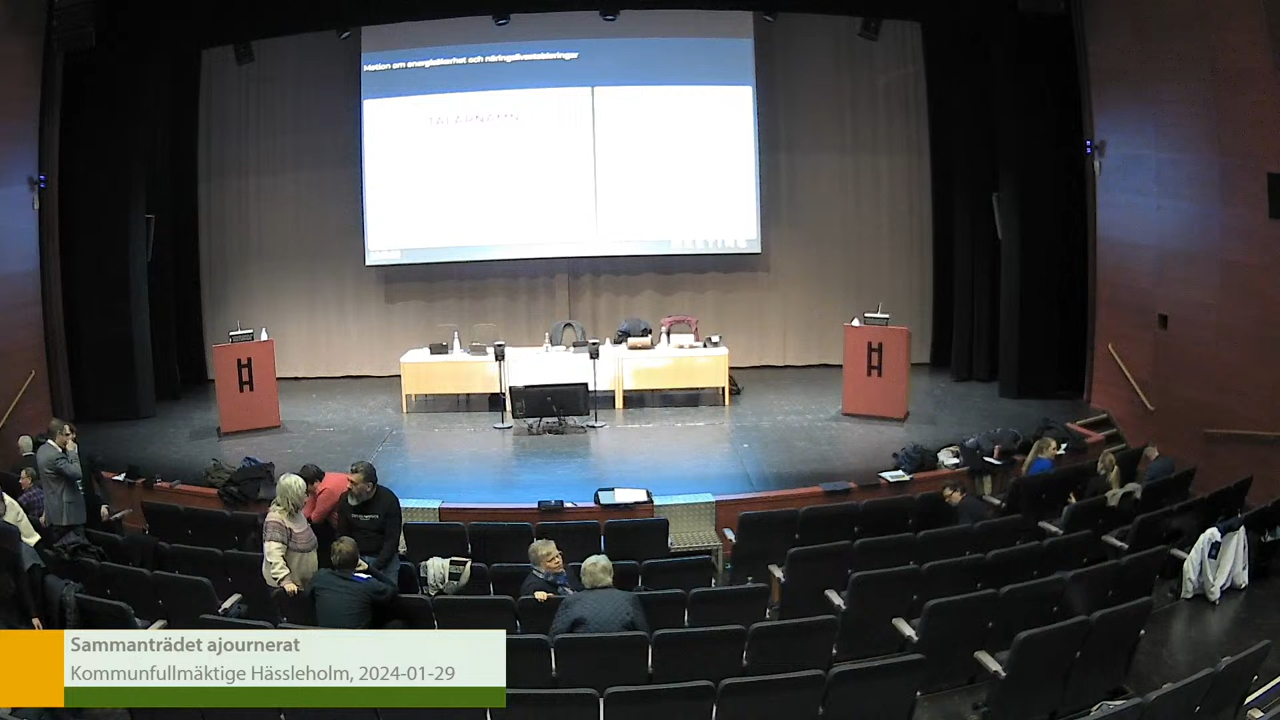 Motion om energisäkerhet och näringslivsetableringar
TALARNAMN
Sammanträdet ajournerat
Kommunfullmäktige Hässleholm, 2024-01-29